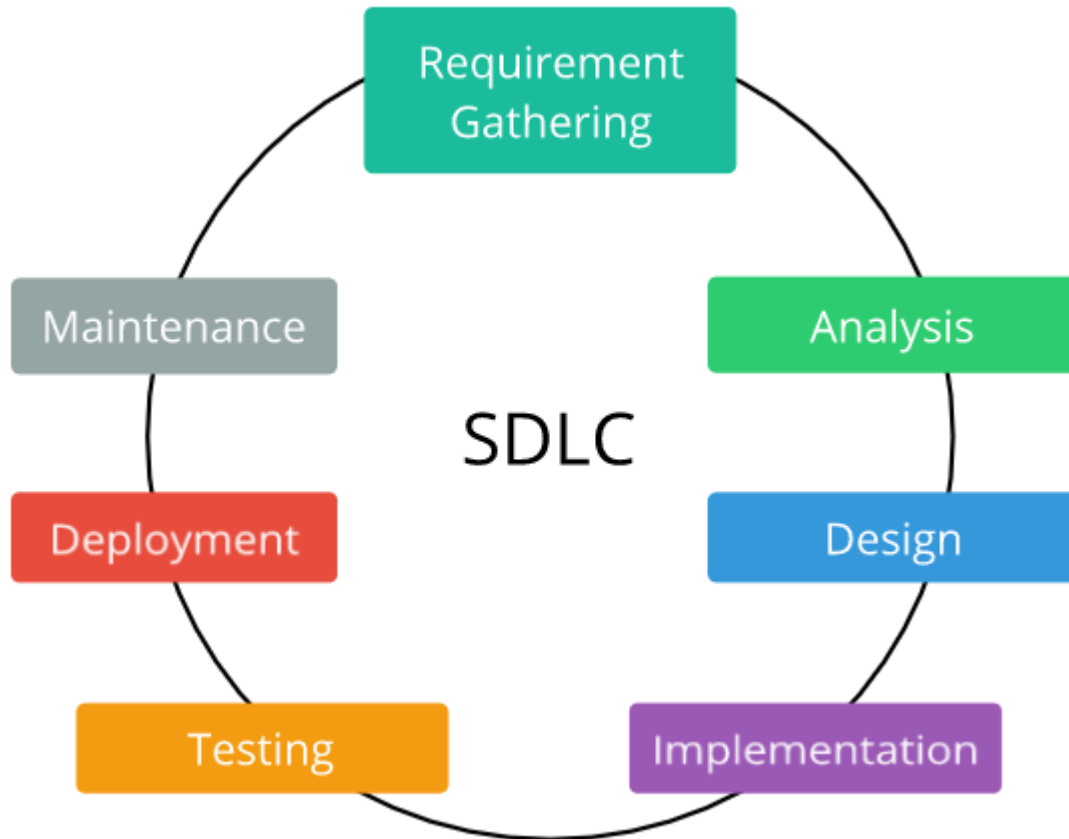 Requirement
Gathering
Maintenance
Analysis
SDLC
Deployment
Design
Testing
Implementation